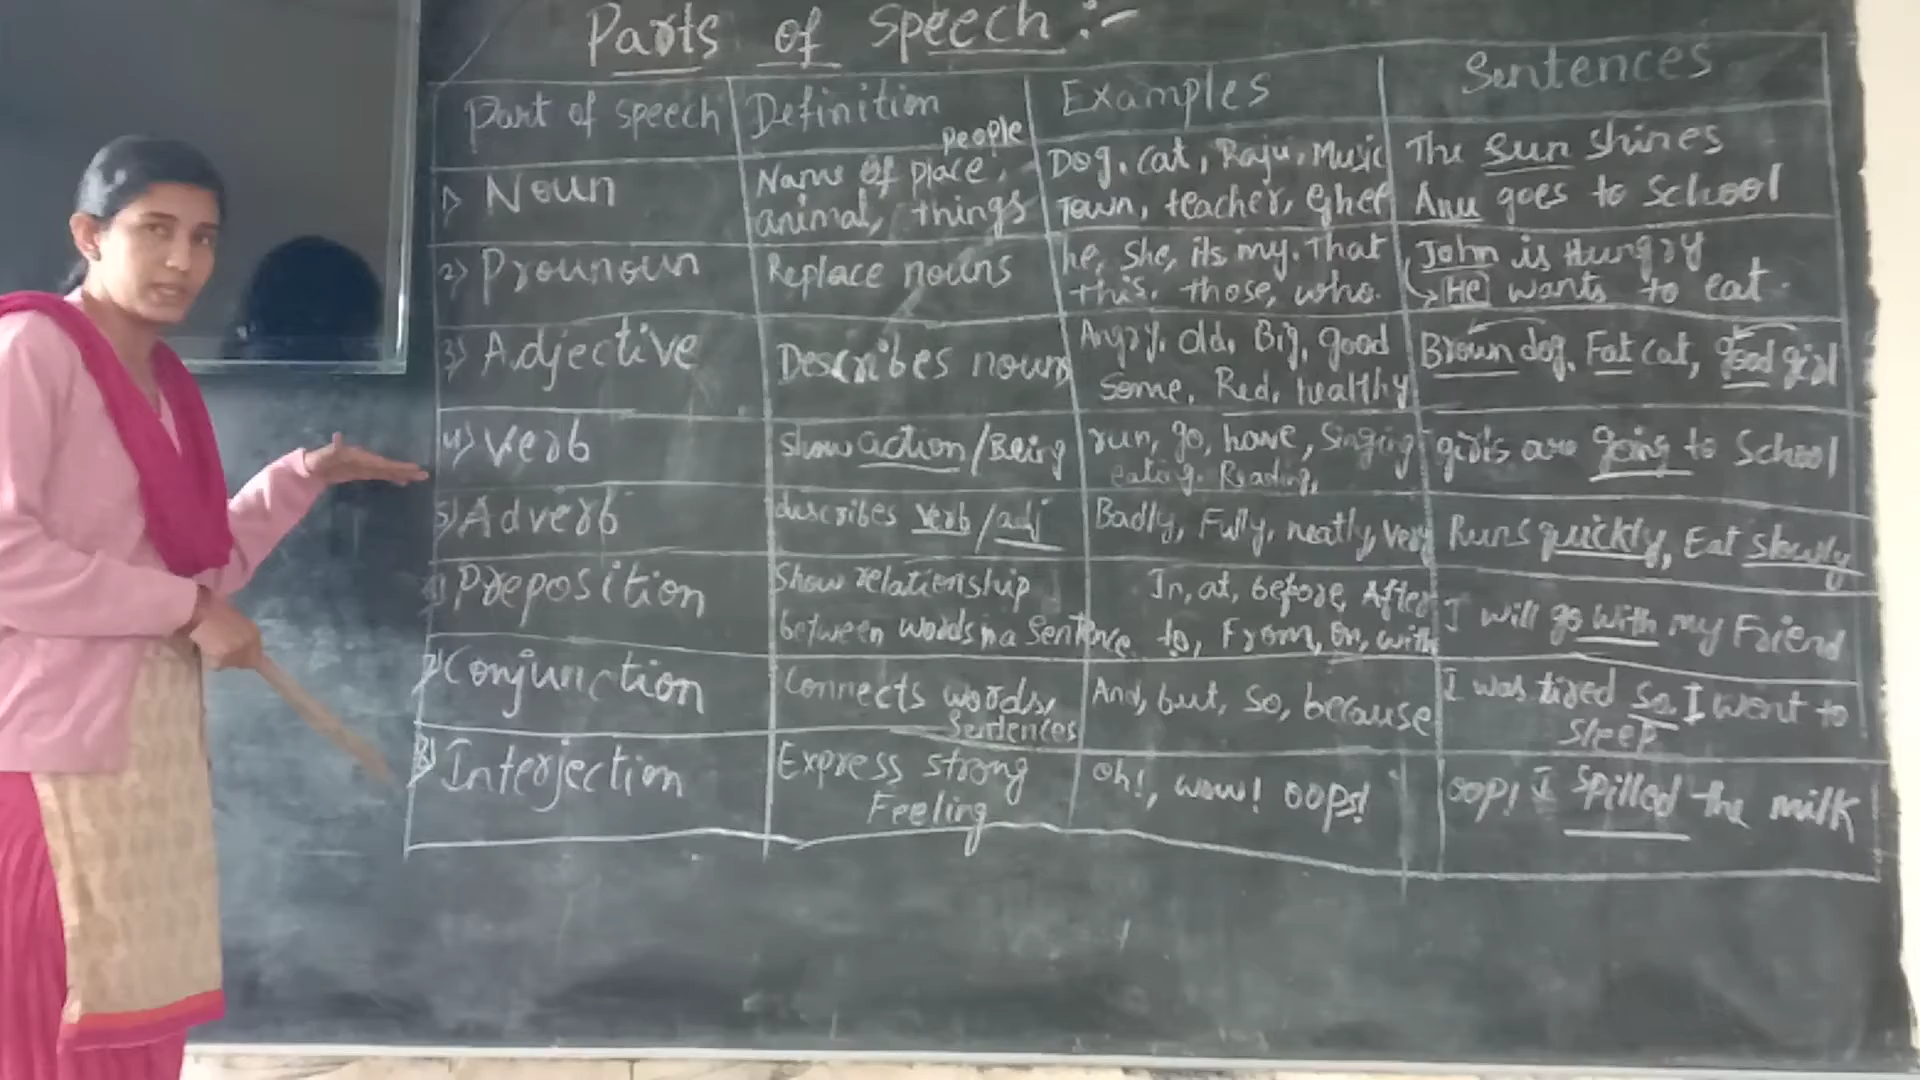 Parts of Speech :-
Part of speech Definition Examples Sentences
1) Noun
Name of place, people
animal, things
Dog, cat, Raju, Music
Town, teacher, Ghee
The Sun Shines
Anu goes to School
2) Prounoun
Replace nouns
he, She, its, my, That
this, those, who.
John is Hungry
He wants to eat.
3) Adjective
Describes nouns
Angry, Old, Big, good
Some, Red, healthy
Brown dog, Fat cat, good girl
4) Verb
Show action/Being
run, go, have, Singing
eating, Reading,
girls are going to School
5) Adverb
describes verb/adj
Badly, Fully, neatly, very
Runs quickly, Eat slowly
Preposition
Show relationship
between words in a Sentence
In, at, before, After
to, From, On, with
I will go with my Friend
7) Conjunction
Connects words,
Sentences
And, but, so, because
I was tired So I went to
Sleep
8) Interjection
Express strong
Feeling
Oh!, wow! OOPs!
OOP! I Spilled the milk